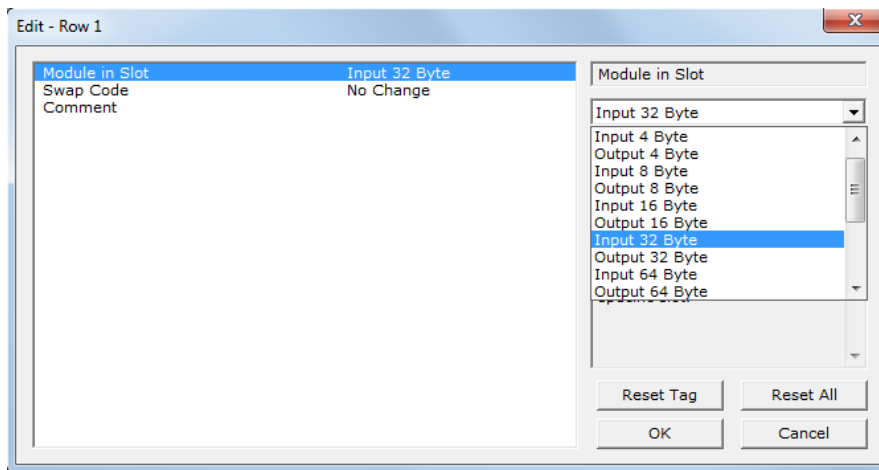 Edit - Row 1
Module in Slot Input 32 Byte
Swap Code No Change
Comment
Module in Slot
Input 32 Byte
Input 4 Byte
Output 4 Byte
Input 8 Byte
Output 8 Byte
Input 16 Byte
Output 16 Byte
Input 32 Byte
Output 32 Byte
Input 64 Byte
Output 64 Byte
Reset Tag Reset All
OK Cancel